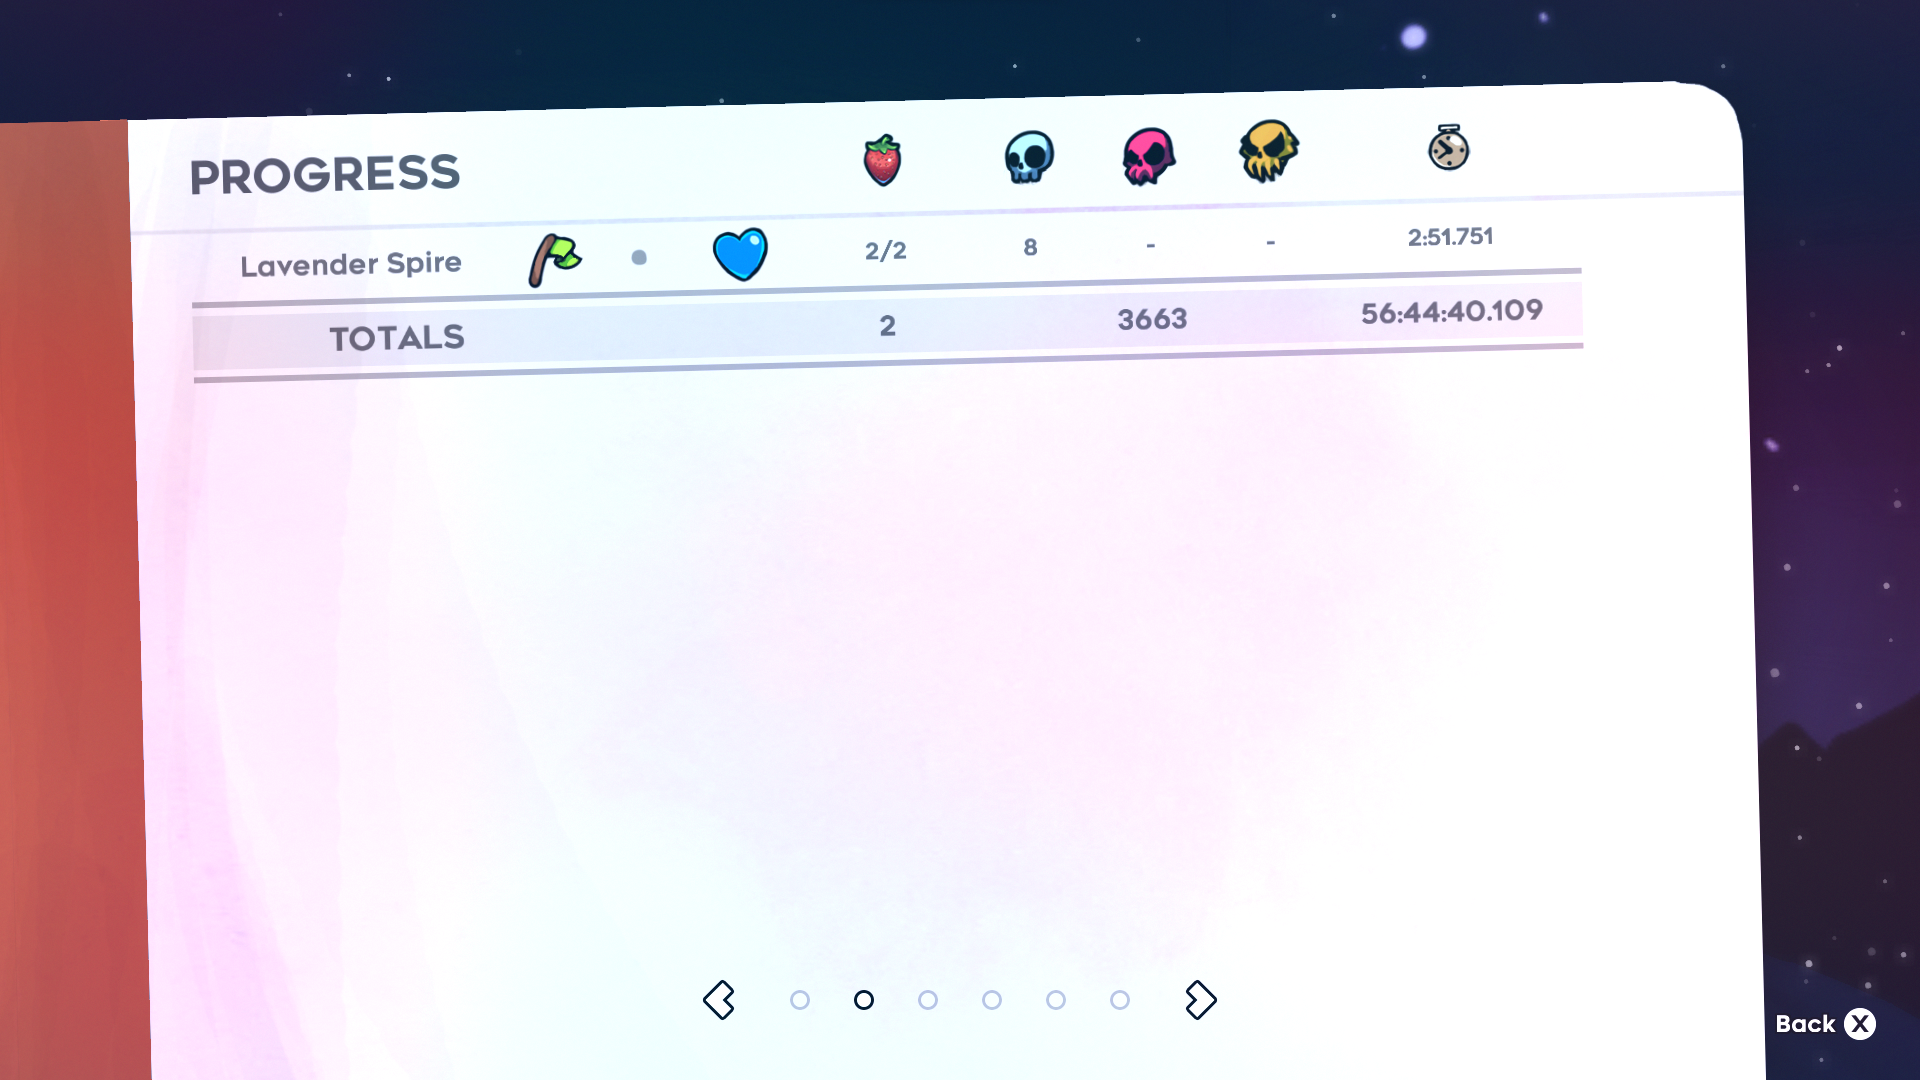 PROGRESS
Lavender Spire 2/2 8 - - 2:51.751
TOTALS 2 3663 56:44:40.109
Back X